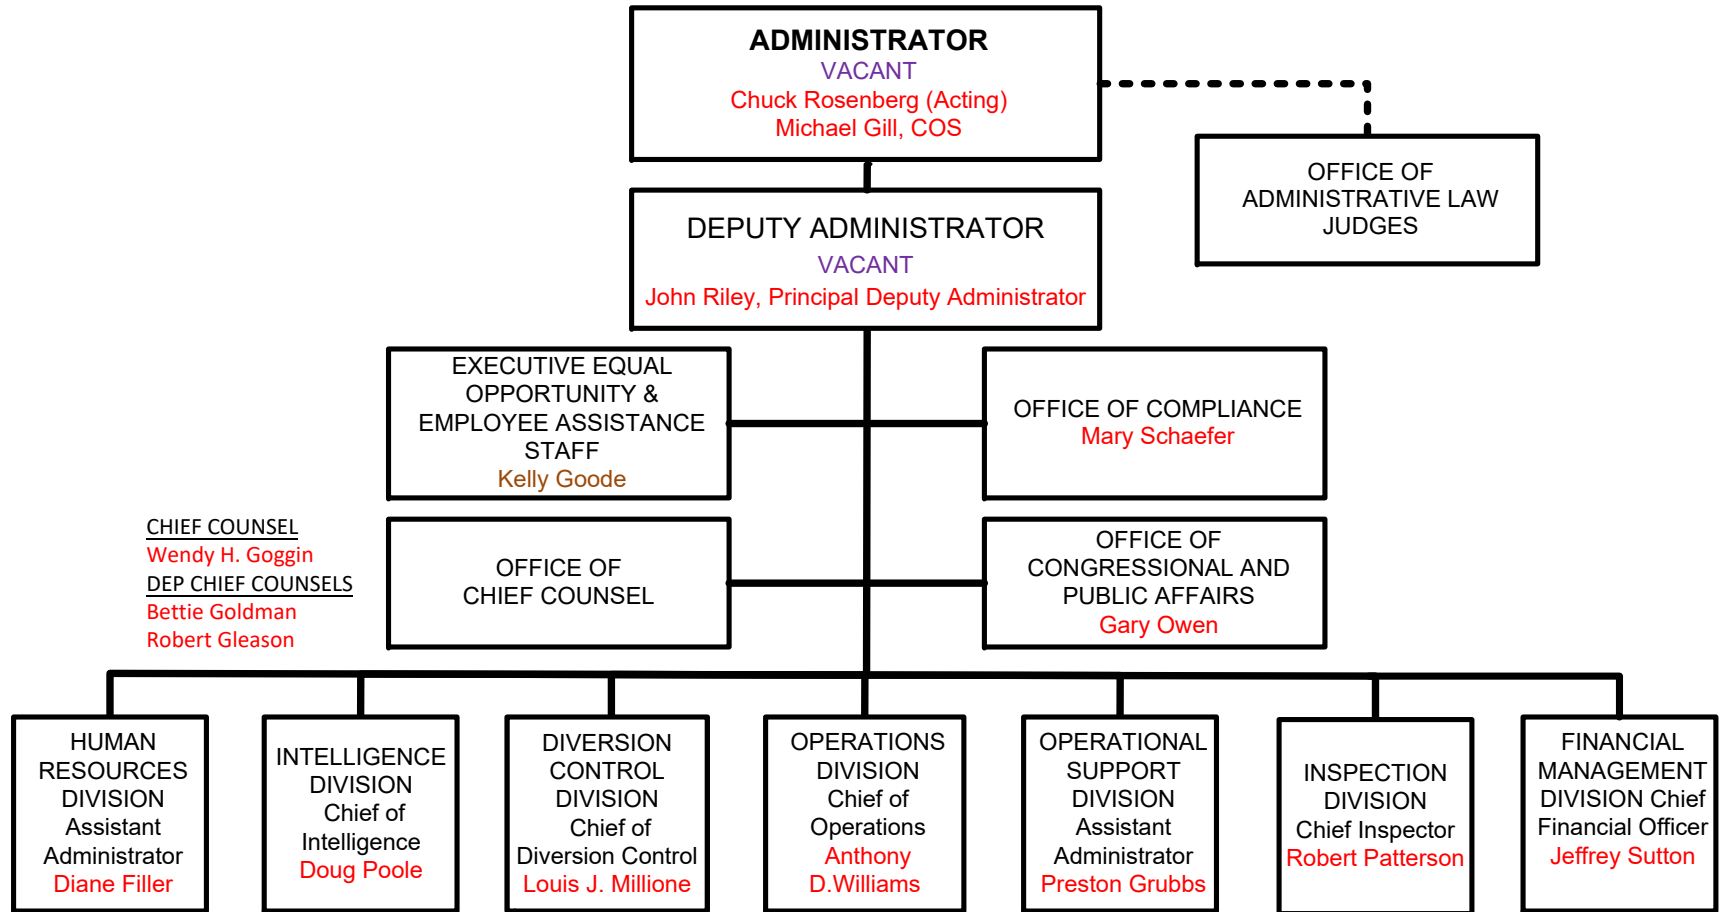 ADMINISTRATOR
VACANT
Chuck Rosenberg (Acting)
Michael Gill, COS
OFFICE OF
ADMINISTRATIVE LAW
JUDGES
DEPUTY ADMINISTRATOR
VACANT
John Riley, Principal Deputy Administrator
EXECUTIVE EQUAL
OPPORTUNITY &
EMPLOYEE ASSISTANCE
STAFF
Kelly Goode
OFFICE OF COMPLIANCE
Mary Schaefer
CHIEF COUNSEL
Wendy H. Goggin
DEP CHIEF COUNSELS
Bettie Goldman
Robert Gleason
OFFICE OF
CHIEF COUNSEL
OFFICE OF
CONGRESSIONAL AND
PUBLIC AFFAIRS
Gary Owen
HUMAN
RESOURCES
DIVISION
Assistant
Administrator
Diane Filler
INTELLIGENCE
DIVISION
Chief of
Intelligence
Doug Poole
DIVERSION
CONTROL
DIVISION
Chief of
Diversion Control
Louis J. Millione
OPERATIONS
DIVISION
Chief of
Operations
Anthony
D.Williams
OPERATIONAL
SUPPORT
DIVISION
Assistant
Administrator
Preston Grubbs
INSPECTION
DIVISION
Chief Inspector
Robert Patterson
FINANCIAL
MANAGEMENT
DIVISION Chief
Financial Officer
Jeffrey Sutton